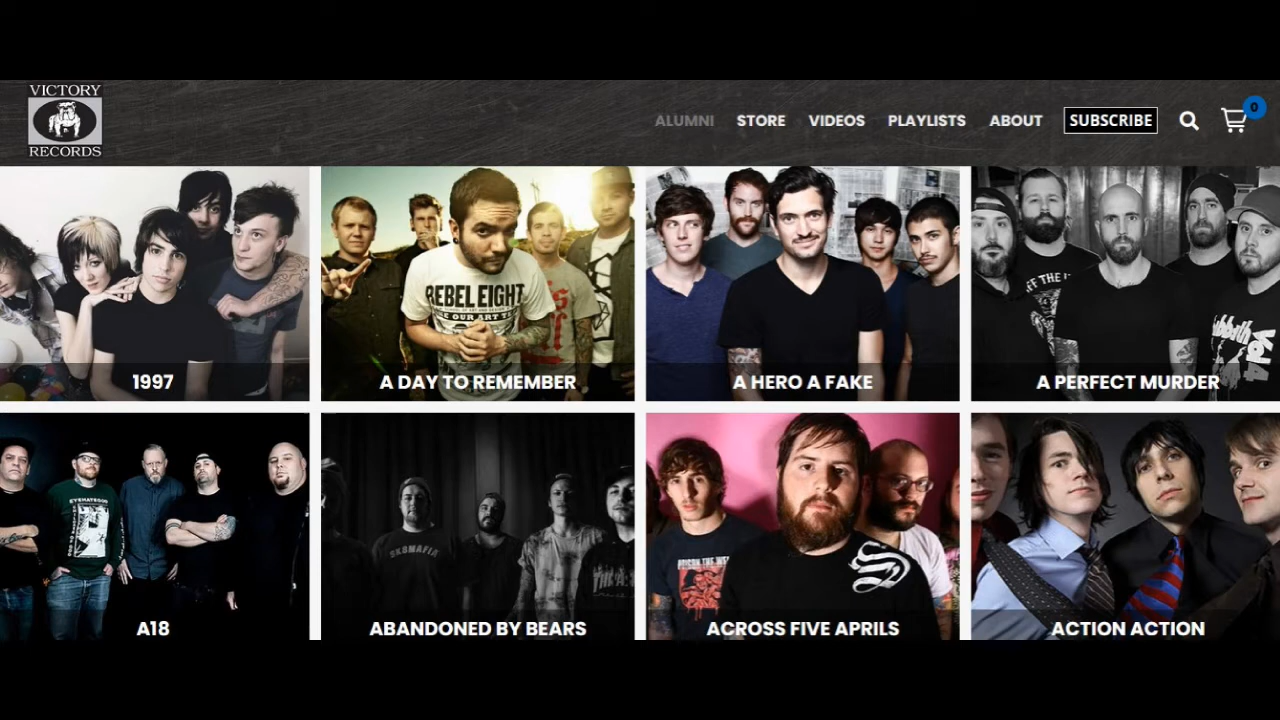 VICTORY
RECORDS
ALUMNI STORE VIDEOS PLAYLISTS ABOUT SUBSCRIBE 0
REBEL EIGHT
1997 A DAY TO REMEMBER A HERO A FAKE A PERFECT MURDER
A18 ABANDONED BY BEARS ACROSS FIVE APRILS ACTION ACTION